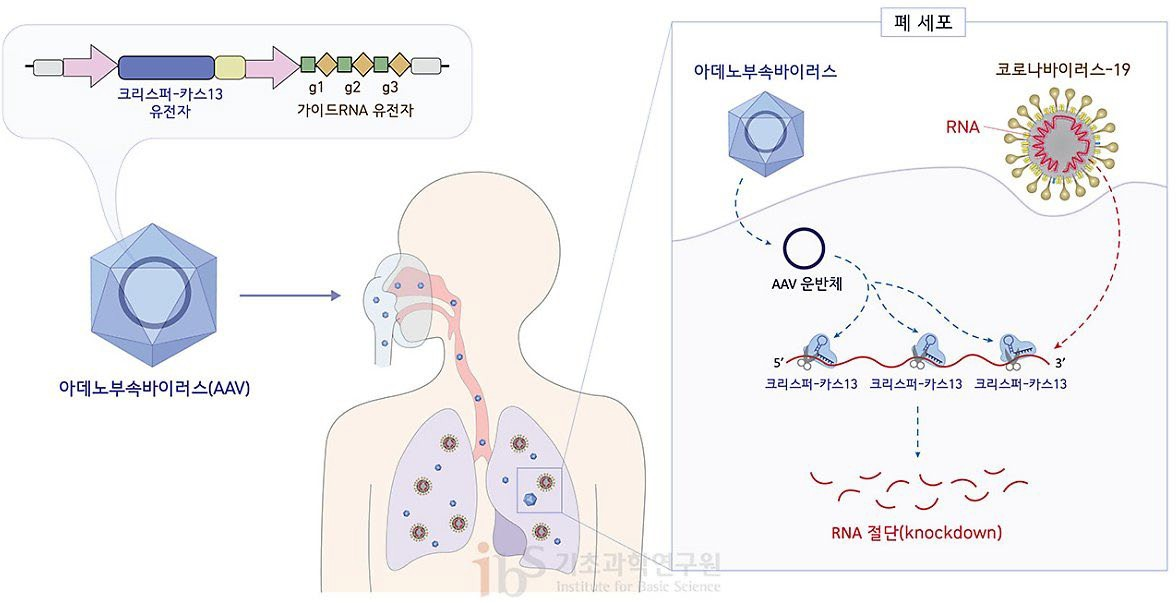 크리스퍼-카스13
유전자
g1 g2 g3
가이드RNA 유전자
아데노부속바이러스(AAV)
폐 세포
아데노부속바이러스
코로나바이러스-19
RNA
AAV 운반체
5′
3′
크리스퍼-카스13 크리스퍼-카스13 크리스퍼-카스13
RNA 절단(knockdown)
ibs 기초과학연구원
Institute for Basic Science